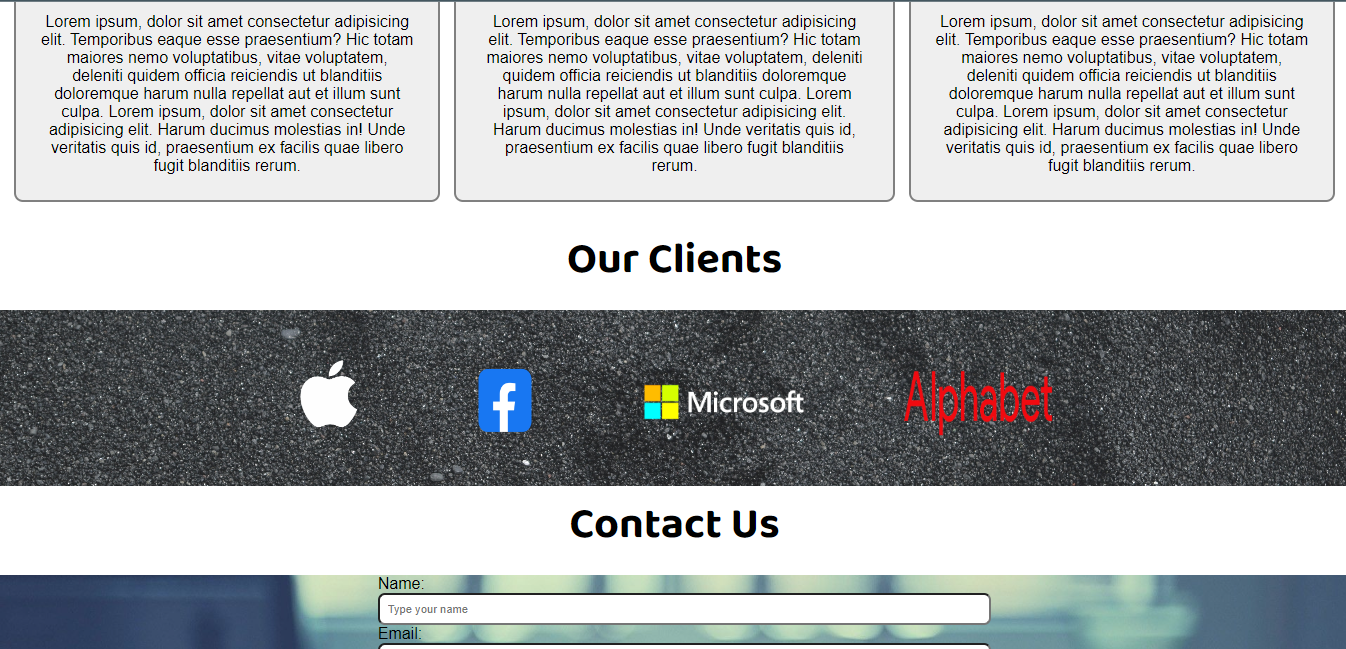 Lorem ipsum, dolor sit amet consectetur adipisicing
elit. Temporibus eaque esse praesentium? Hic totam
maiores nemo voluptatibus, vitae voluptatem,
deleniti quidem officia reiciendis ut blanditiis
doloremque harum nulla repellat aut et illum sunt
culpa. Lorem ipsum, dolor sit amet consectetur
adipisicing elit. Harum ducimus molestias in! Unde
veritatis quis id, praesentium ex facilis quae libero
fugit blanditiis rerum.
Lorem ipsum, dolor sit amet consectetur adipisicing
elit. Temporibus eaque esse praesentium? Hic totam
maiores nemo voluptatibus, vitae voluptatem, deleniti
quidem officia reiciendis ut blanditiis doloremque
harum nulla repellat aut et illum sunt culpa. Lorem
ipsum, dolor sit amet consectetur adipisicing elit.
Harum ducimus molestias in! Unde veritatis quis id,
praesentium ex facilis quae libero fugit blanditiis
rerum.
Lorem ipsum, dolor sit amet consectetur adipisicing
elit. Temporibus eaque esse praesentium? Hic totam
maiores nemo voluptatibus, vitae voluptatem,
deleniti quidem officia reiciendis ut blanditiis
doloremque harum nulla repellat aut et illum sunt
culpa. Lorem ipsum, dolor sit amet consectetur
adipisicing elit. Harum ducimus molestias in! Unde
veritatis quis id, praesentium ex facilis quae libero
fugit blanditiis rerum.
Our Clients
f Microsoft Alphabet
Contact Us
Name:
Type your name
Email: